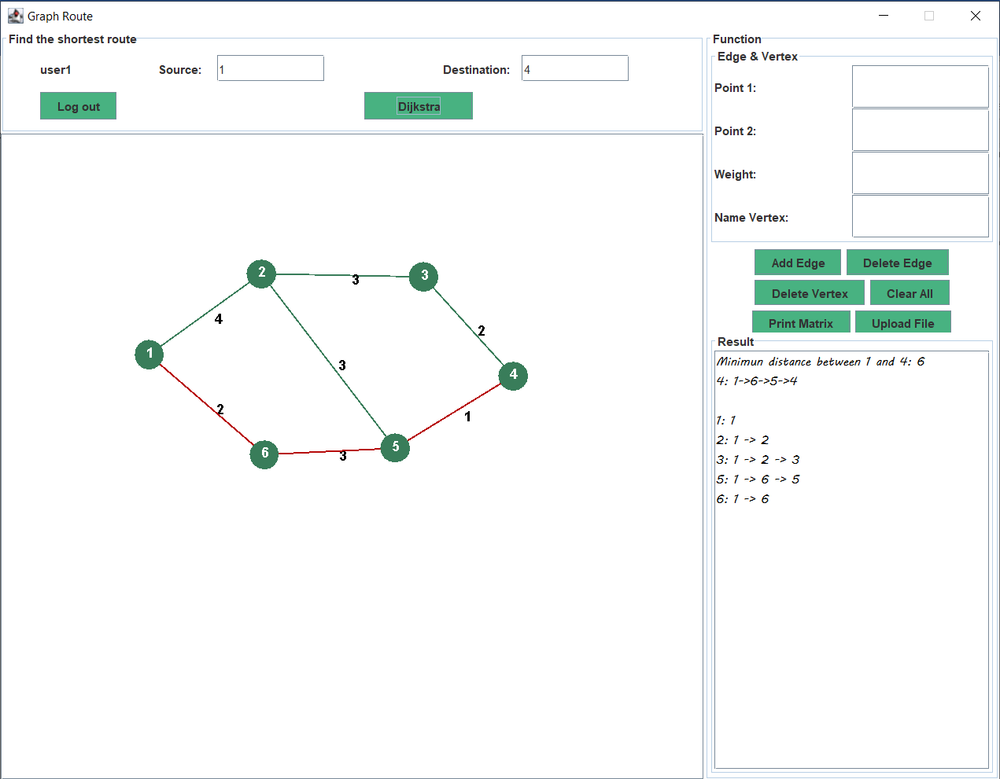 Graph Route
Find the shortest route
user1 Source: 1 Destination: 4
Log out Dijkstra
2 3 3
4 2
1 3 4
2 1
6 3 5
Function
Edge & Vertex
Point 1:
Point 2:
Weight:
Name Vertex:
Add Edge Delete Edge
Delete Vertex Clear All
Print Matrix Upload File
Result
Minimun distance between 1 and 4: 6
4: 1->6->5->4
1: 1
2: 1 -> 2
3: 1 -> 2 -> 3
5: 1 -> 6 -> 5
6: 1 -> 6